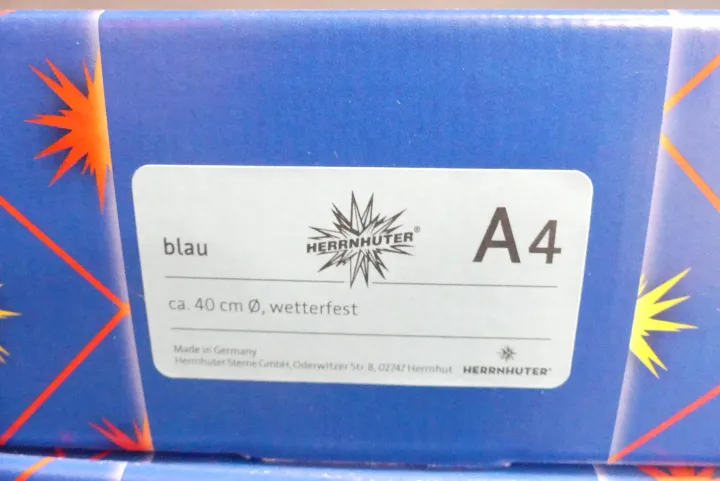 blau
HERRNHUTER®
A4
ca. 40 cm Ø, wetterfest
Made in Germany
Herrnhuter Sterne GmbH, Oderwitzer Str. 8, 02747 Herrnhut
HERRNHUTER®